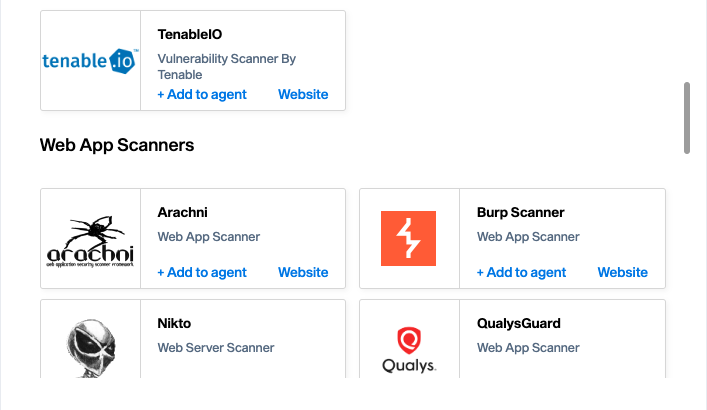 tenable.io™
TenableIO
Vulnerability Scanner By
Tenable
+ Add to agent Website
Web App Scanners
arachni
web application security scanner framework
Arachni
Web App Scanner
+ Add to agent Website
Burp Scanner
Web App Scanner
+ Add to agent Website
Nikto
Web Server Scanner
Qualys.
QualysGuard
Web App Scanner